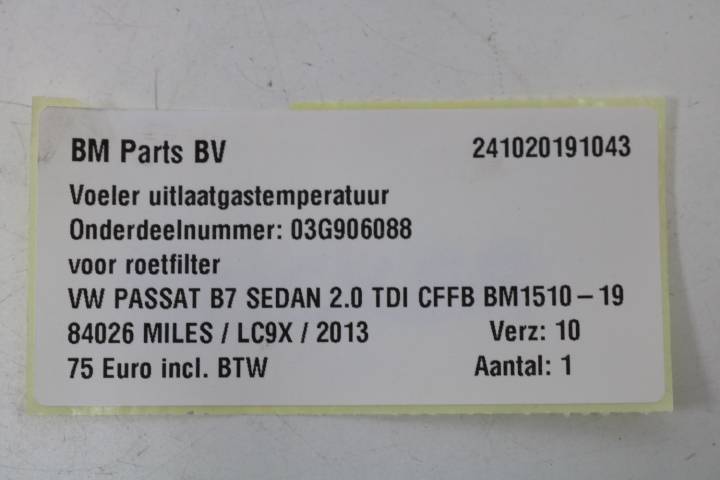 BM Parts BV 241020191043
Voeler uitlaatgastemperatuur
Onderdeelnummer: 03G906088
voor roetfilter
VW PASSAT B7 SEDAN 2.0 TDI CFFB BM1510-19
84026 MILES / LC9X / 2013 Verz: 10
75 Euro incl. BTW Aantal: 1